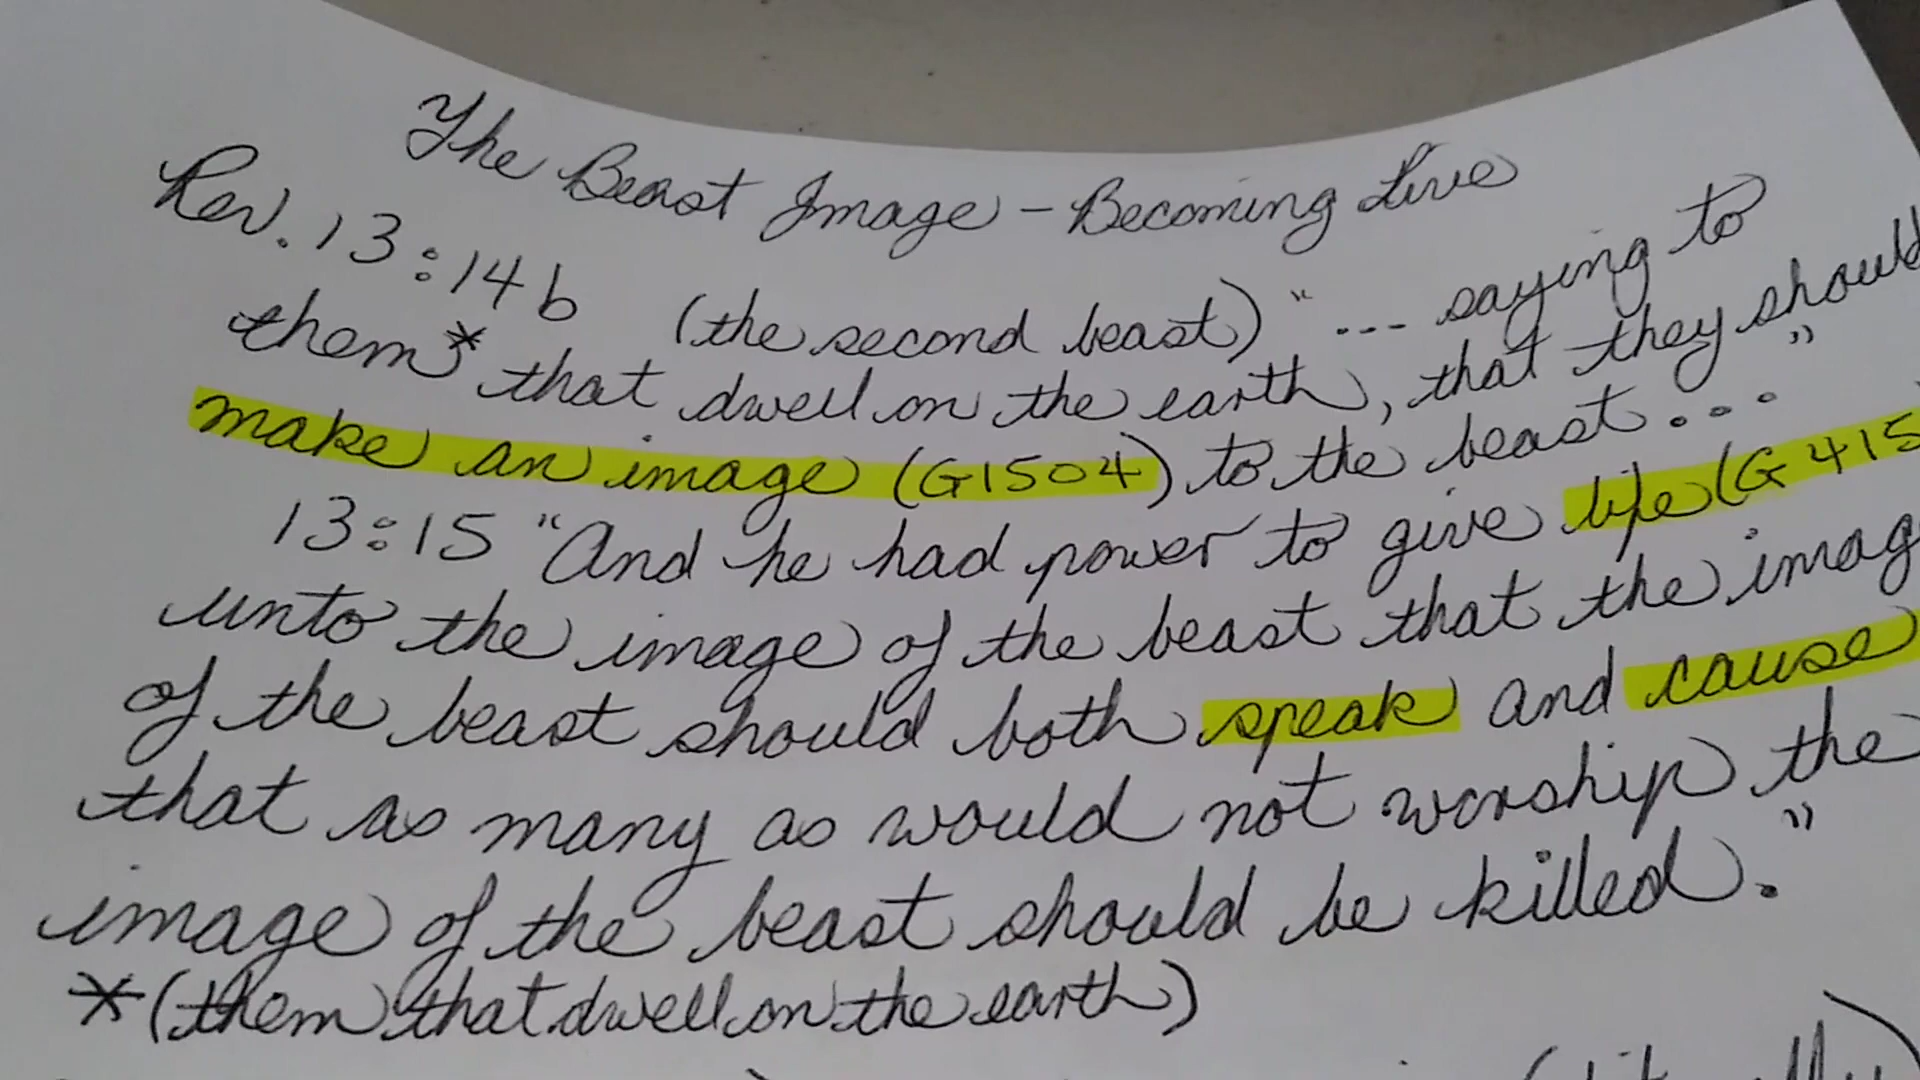 The Beast Image - Becoming Live
Rev. 13:14b (the second beast) "... saying to
them* that dwell on the earth, that they should
make an image (G1504) to the beast..."
13:15 "And he had power to give life (G415
unto the image of the beast that the imag
of the beast should both speak and cause
that as many as would not worship the
image of the beast should be killed."
*(them that dwell on the earth)